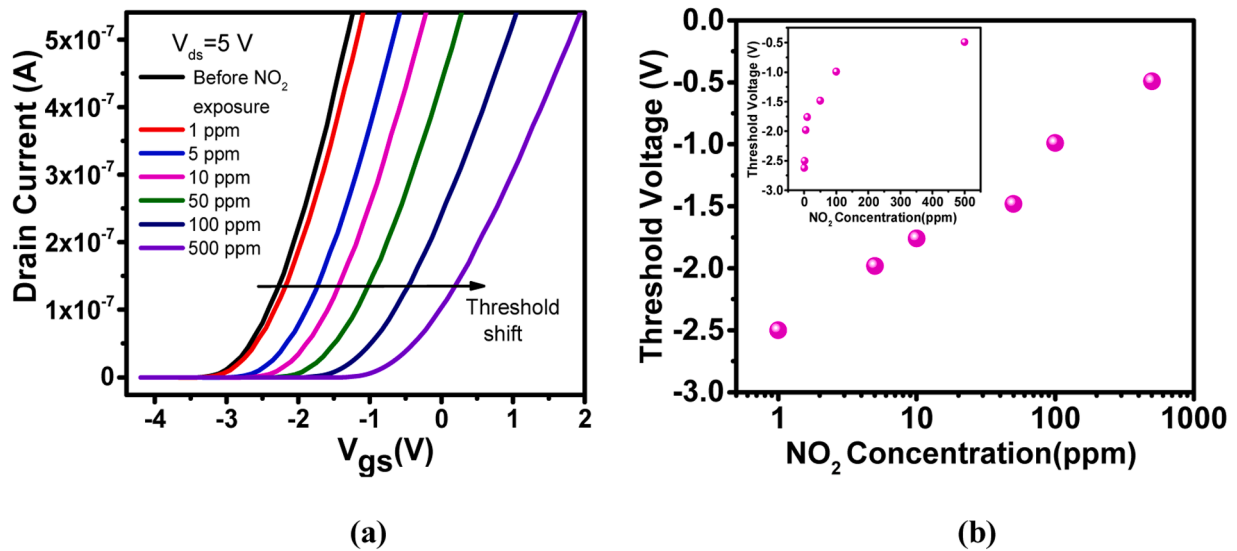 V_ds=5 V
Before NO₂
exposure
1 ppm
5 ppm
10 ppm
50 ppm
100 ppm
500 ppm
Threshold
shift
Drain Current (A)
5x10⁻⁷
4x10⁻⁷
3x10⁻⁷
2x10⁻⁷
1x10⁻⁷
0
-4 -3 -2 -1 0 1 2
V_gs(V)
(a)
Threshold Voltage (V)
0.0
-0.5
-1.0
-1.5
-2.0
-2.5
-3.0
1 10 100 1000
NO₂ Concentration(ppm)
Threshold Voltage (V)
-0.5
-1.0
-1.5
-2.0
-2.5
-3.0
0 100 200 300 400 500
NO₂ Concentration(ppm)
(b)